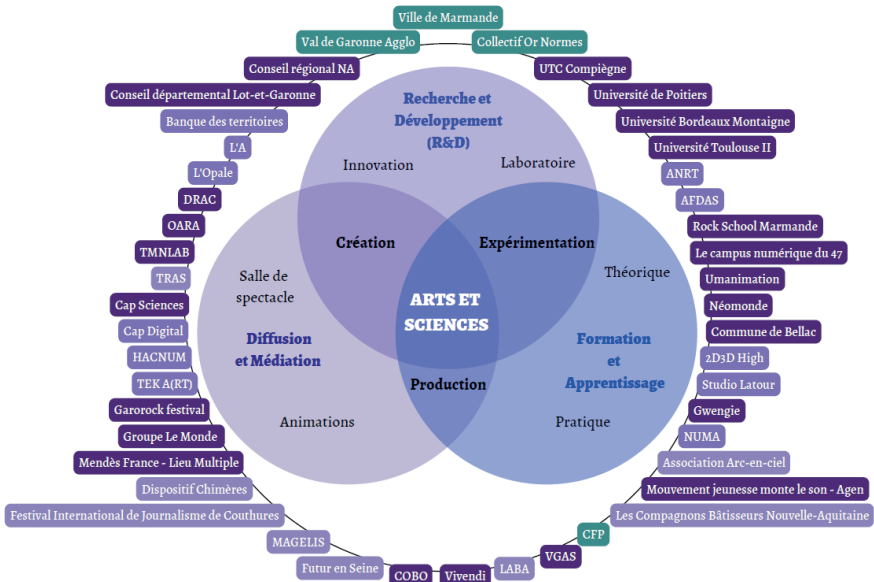 Ville de Marmande
Val de Garonne Agglo
Collectif Or Normes
Conseil régional NA
UTC Compiègne
Conseil départemental Lot-et-Garonne
Université de Poitiers
Banque des territoires
Université Bordeaux Montaigne
L'A
Université Toulouse II
L'Opale
ANRT
DRAC
AFDAS
OARA
Rock School Marmande
TMNLAB
Le campus numérique du 47
TRAS
Umanimation
Cap Sciences
Néomonde
Cap Digital
Commune de Bellac
HACNUM
2D3D High
TEK A(RT)
Studio Latour
Garorock festival
Gwengie
Groupe Le Monde
NUMA
Mendès France - Lieu Multiple
Association Arc-en-ciel
Dispositif Chimères
Mouvement jeunesse monte le son - Agen
Festival International de Journalisme de Couthures
Les Compagnons Bâtisseurs Nouvelle-Aquitaine
MAGELIS
CFP
Futur en Seine
VGAS
COBO
Vivendi
LABA
Recherche et
Développement
(R&D)
Innovation
Laboratoire
Création
Expérimentation
Salle de
spectacle
Théorique
ARTS ET
SCIENCES
Diffusion
et Médiation
Formation
et
Apprentissage
Production
Animations
Pratique